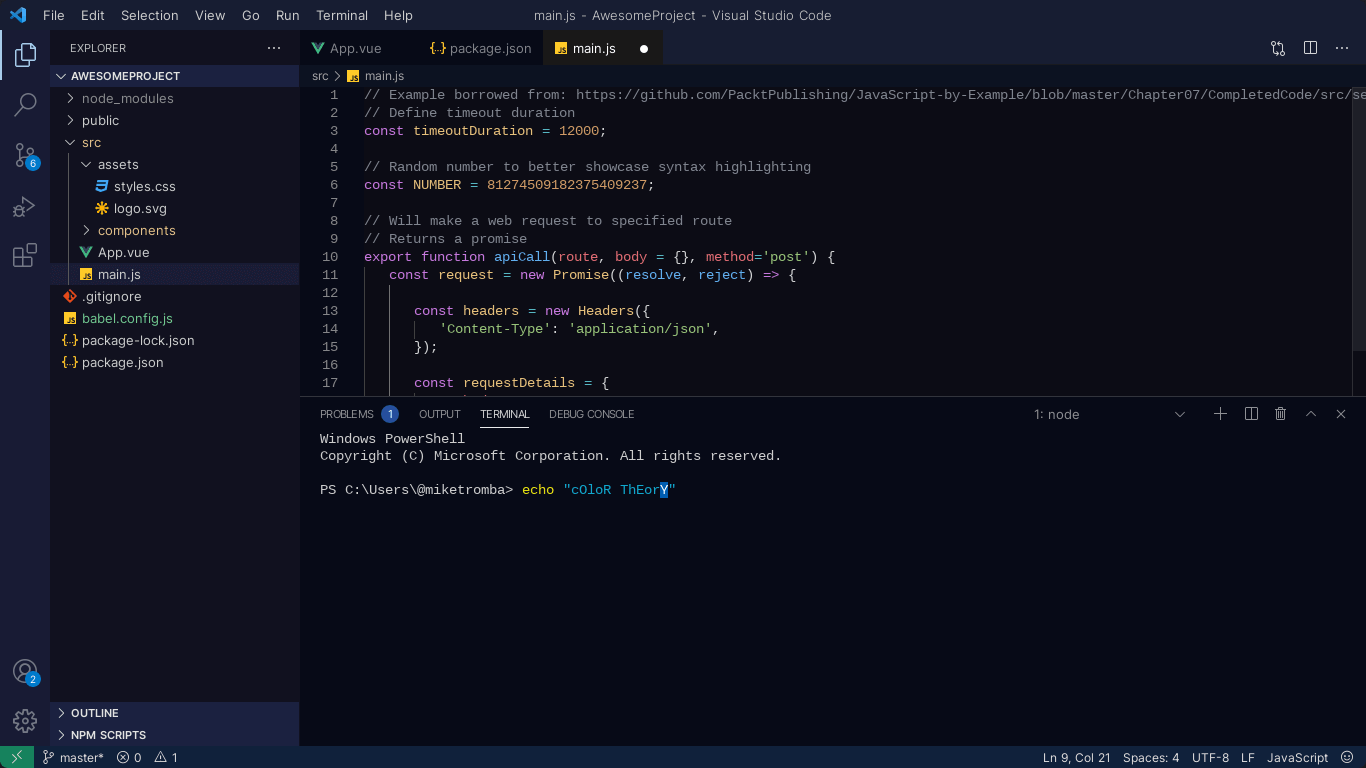 File Edit Selection View Go Run Terminal Help main.js - AwesomeProject - Visual Studio Code
EXPLORER
AWESOMEPROJECT
node_modules
public
src
assets
styles.css
logo.svg
components
App.vue
main.js
.gitignore
babel.config.js
package-lock.json
package.json
OUTLINE
NPM SCRIPTS
6
2
App.vue package.json main.js
src main.js
1 // Example borrowed from: https://github.com/PacktPublishing/JavaScript-by-Example/blob/master/Chapter07/CompletedCode/src/se
2 // Define timeout duration
3 const timeoutDuration = 12000;
4
5 // Random number to better showcase syntax highlighting
6 const NUMBER = 81274509182375409237;
7
8 // Will make a web request to specified route
9 // Returns a promise
10 export function apiCall(route, body = {}, method='post') {
11 const request = new Promise((resolve, reject) => {
12
13 const headers = new Headers({
14 'Content-Type': 'application/json',
15 });
16
17 const requestDetails = {
PROBLEMS 1 OUTPUT TERMINAL DEBUG CONSOLE 1: node
Windows PowerShell
Copyright (C) Microsoft Corporation. All rights reserved.
PS C:\Users\@miketromba> echo "cOloR ThEorY"
master* 0 1 Ln 9, Col 21 Spaces: 4 UTF-8 LF JavaScript